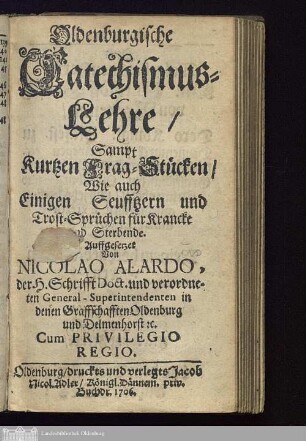 Oldenburgische
Catechismus-
Lehre /
Sampt
Kurtzen Frag-Stücken /
Wie auch
Einigen Seufftzern und
Trost-Sprüchen für Krancke
Sterbende.
Auffgesetzet
Von
NICOLAO ALARDO,
der H. Schrifft Doct. und verordne-
ten General-Superintendenten in
denen Graffschafften Oldenburg
und Delmenhorst ꝛc.
Cum PRIVILEGIO
REGIO.
Oldenburg / druckts und verlegts Jacob
Nicol. Adler / Königl. Dännem. priv.
Buchdr. 1706.